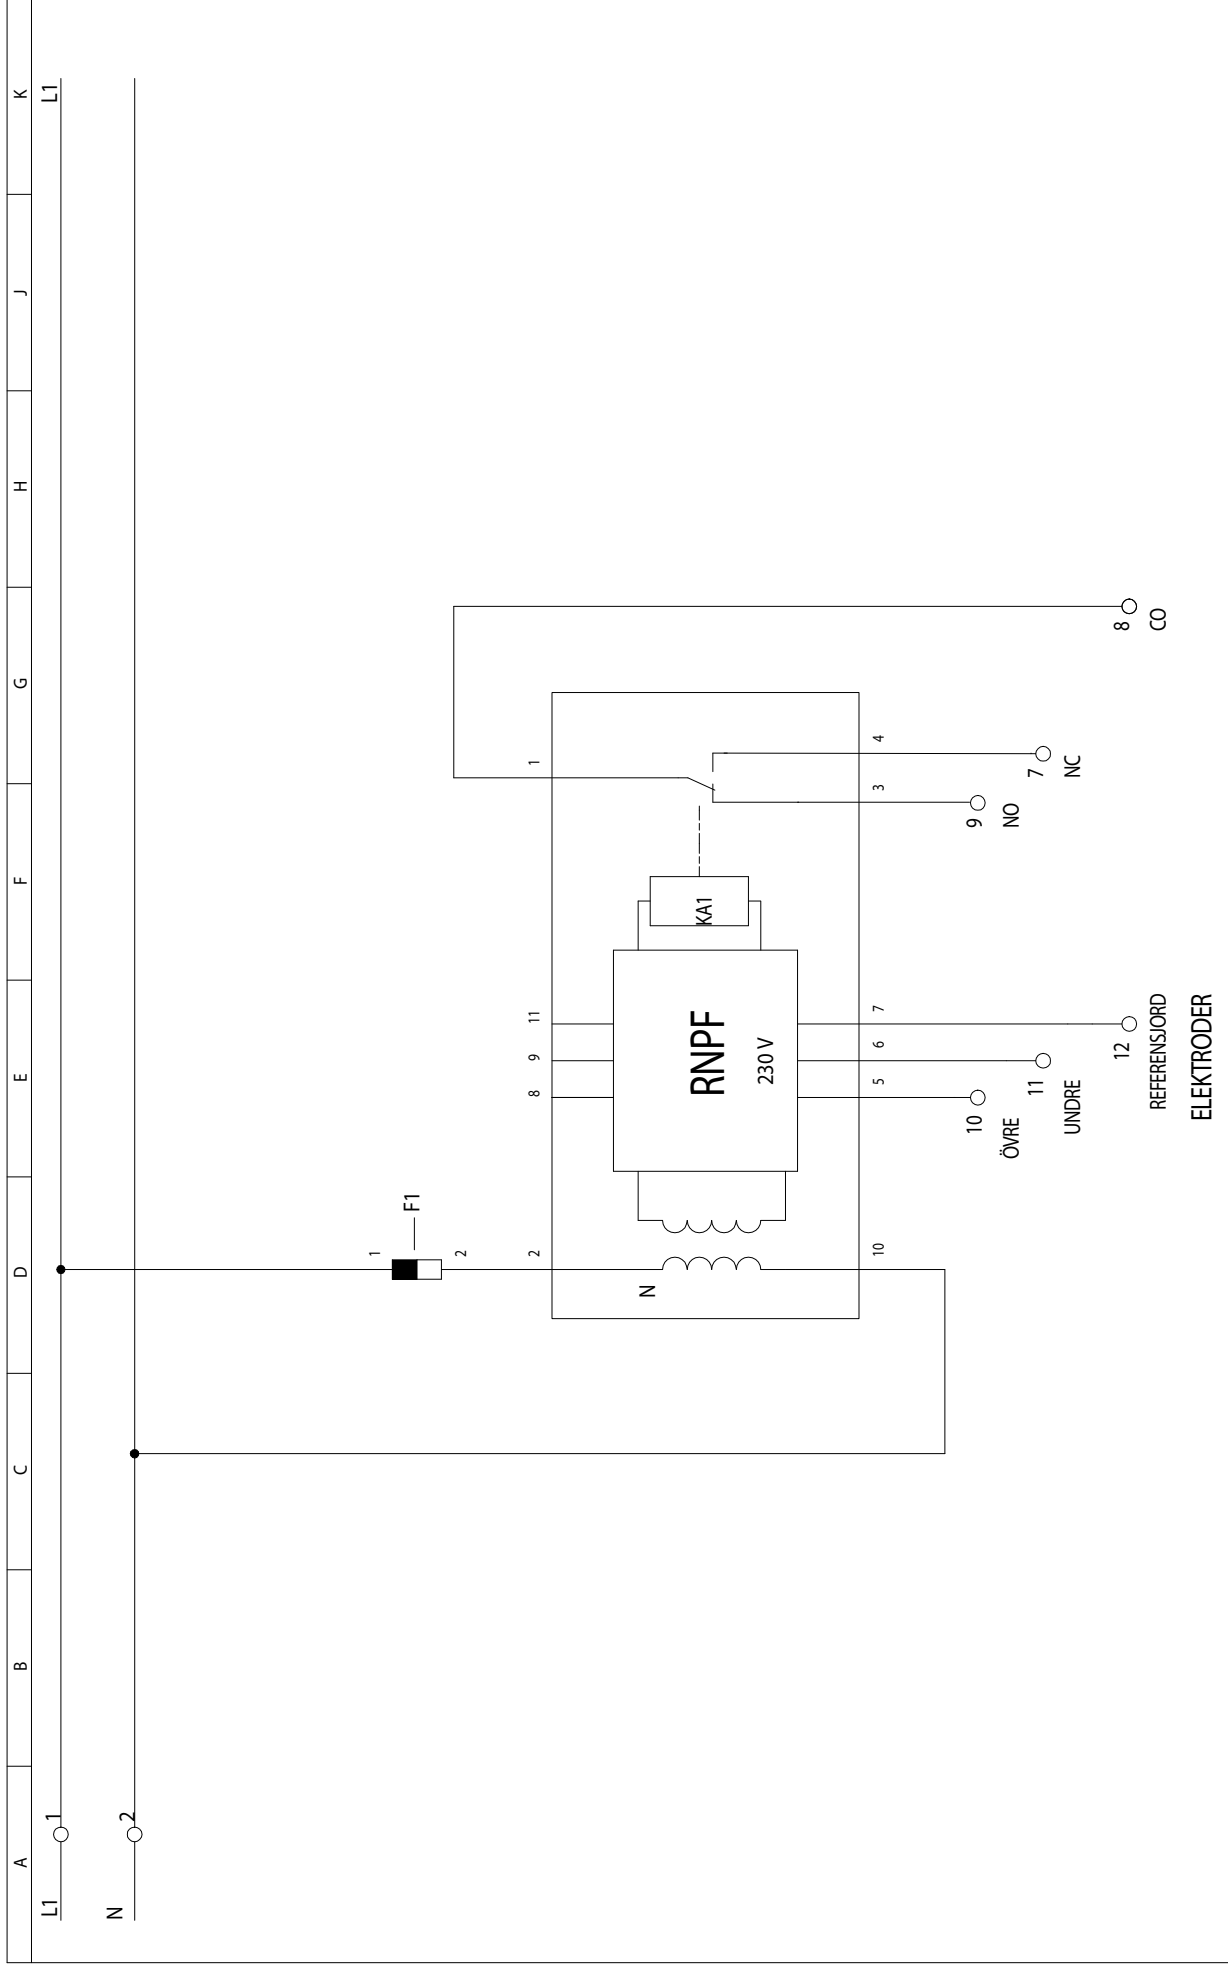 A B C D E F G H J K
L1 1 L1
N 2
1
F1
2
2 8 9 11 1
N
RNPF
230 V
KA1
10 5 6 7 3 4
10
ÖVRE
11
UNDRE
12
REFERENSJORD
ELEKTRODER
9
NO
7
NC
8
CO